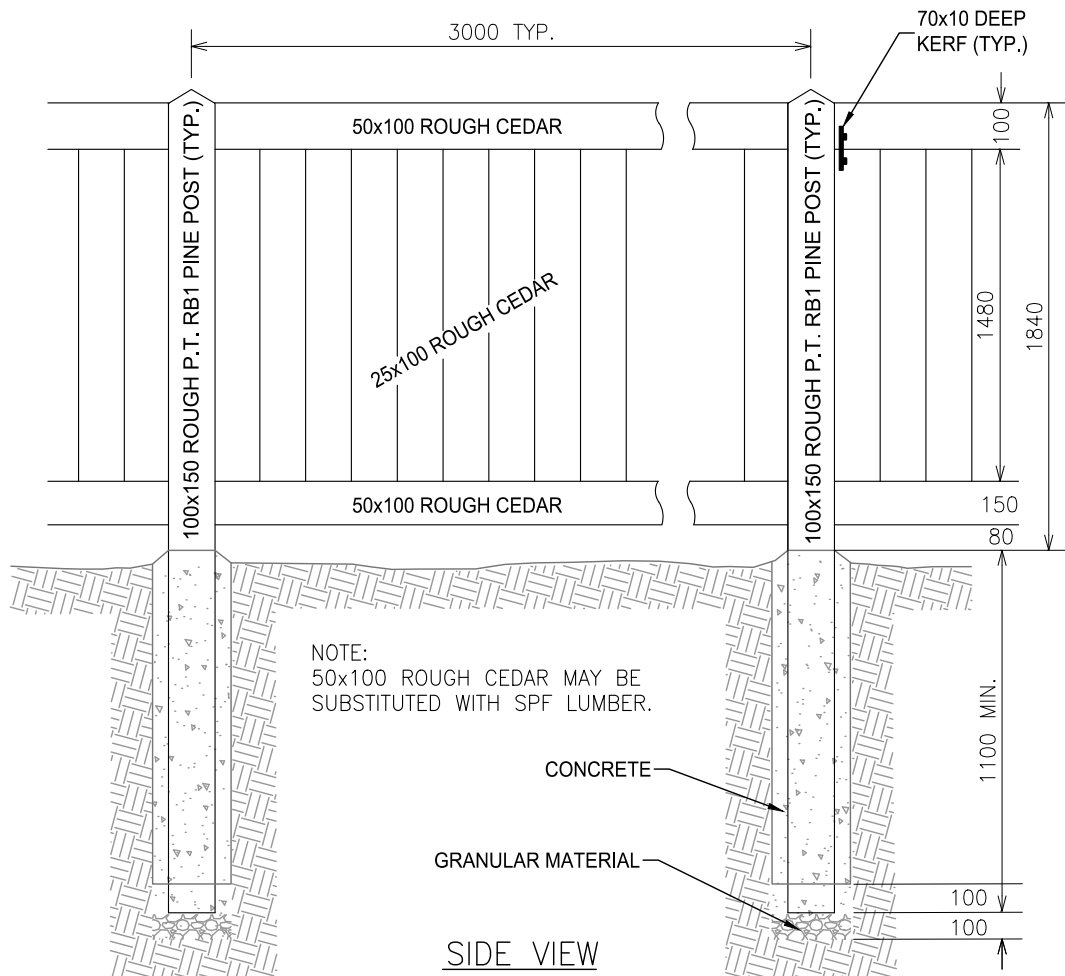 3000 TYP.
70x10 DEEP
KERF (TYP.)
50x100 ROUGH CEDAR
100
100x150 ROUGH P.T. RB1 PINE POST (TYP.)
100x150 ROUGH P.T. RB1 PINE POST (TYP.)
25x100 ROUGH CEDAR
1480
1840
50x100 ROUGH CEDAR
150
80
NOTE:
50x100 ROUGH CEDAR MAY BE
SUBSTITUTED WITH SPF LUMBER.
1100 MIN.
CONCRETE
GRANULAR MATERIAL
100
100
SIDE VIEW